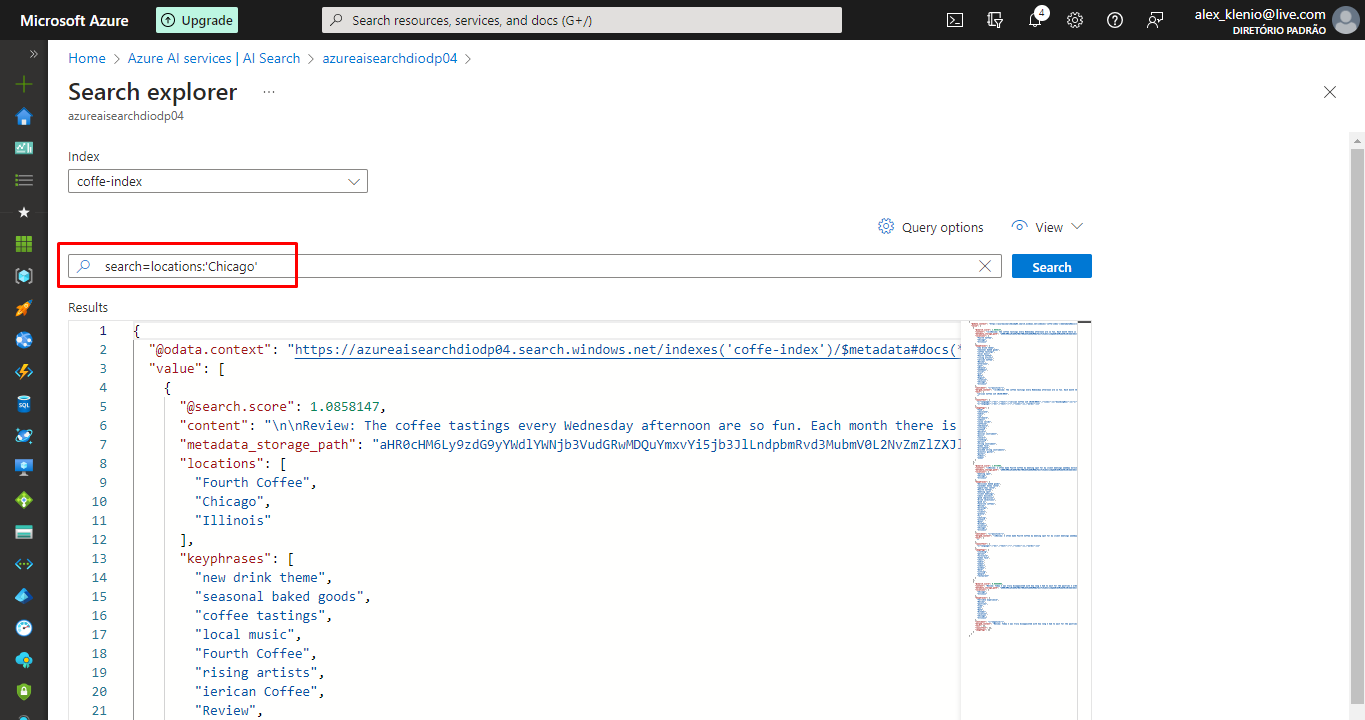 Microsoft Azure
Upgrade
Search resources, services, and docs (G+/)
4
alex_klenio@live.com
DIRETÓRIO PADRÃO
Home > Azure AI services | AI Search > azureaisearchdiodp04 >
Search explorer ...
azureaisearchdiodp04
Index
coffe-index
Query options
View
search=locations:'Chicago'
Search
Results
1 {
2 "@odata.context": "https://azureaisearchdiodp04.search.windows.net/indexes('coffe-index')/$metadata#docs(*
3 "value": [
4 {
5 "@search.score": 1.0858147,
6 "content": "\n\nReview: The coffee tastings every Wednesday afternoon are so fun. Each month there is
7 "metadata_storage_path": "aHR0cHM6Ly9zdG9yYWdlYWNjb3VudGRwMDQuYmxvYi5jb3JlLndpbmRvd3MubmV0L2NvZmZlZXJl
8 "locations": [
9 "Fourth Coffee",
10 "Chicago",
11 "Illinois"
12 ],
13 "keyphrases": [
14 "new drink theme",
15 "seasonal baked goods",
16 "coffee tastings",
17 "local music",
18 "Fourth Coffee",
19 "rising artists",
20 "ierican Coffee",
21 "Review",
SQL